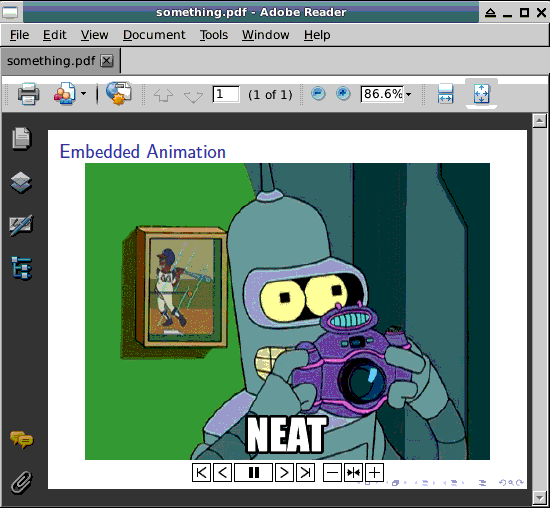 something.pdf - Adobe Reader
File Edit View Document Tools Window Help
something.pdf
1 (1 of 1) 86.6%
Embedded Animation
44
NEAT